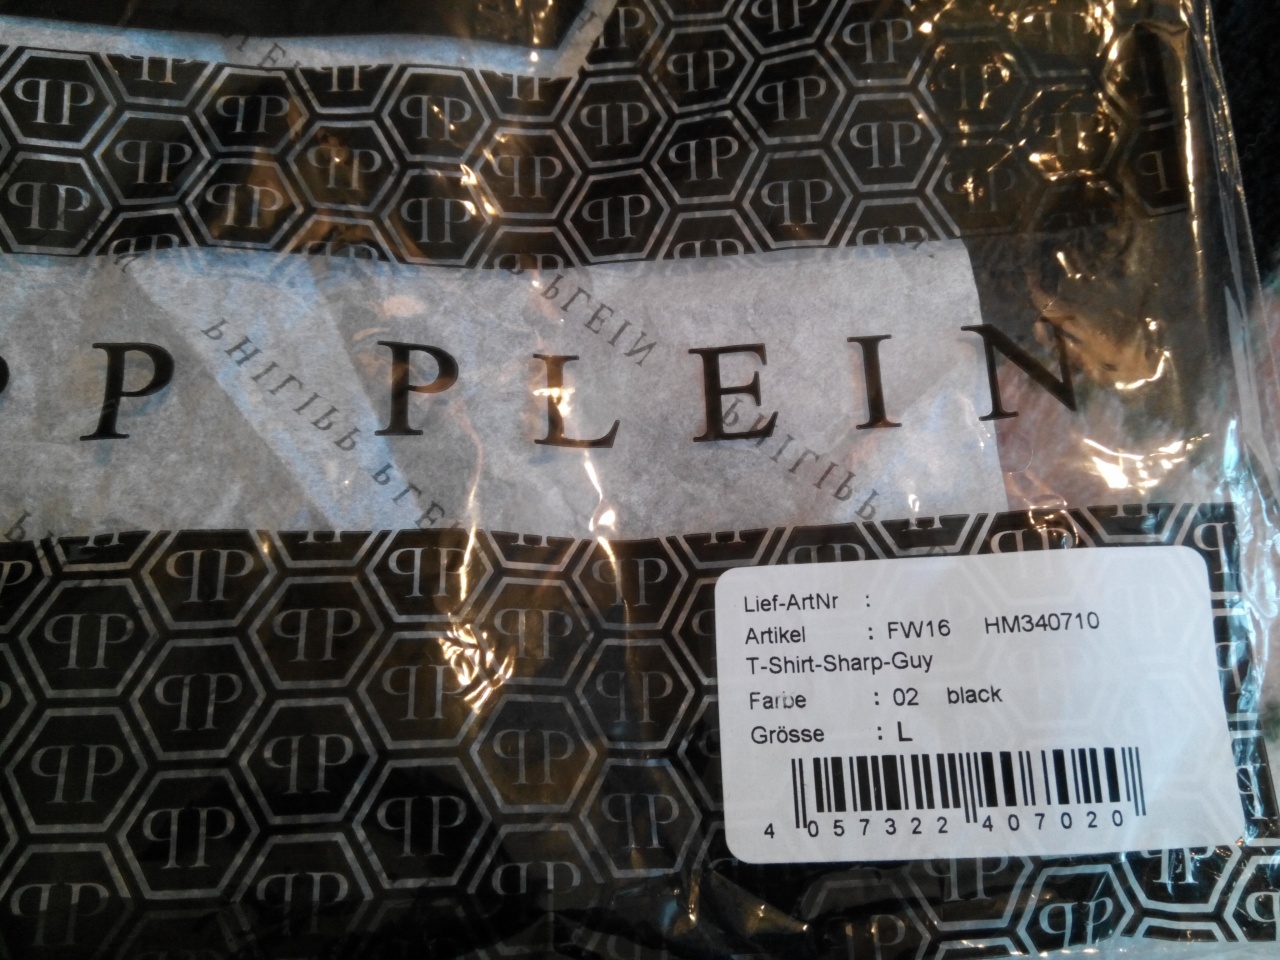 PP PLEIN
PHILIPP PLEIN
PLEIN
PHILIPP
Lief-ArtNr :
Artikel : FW16 HM340710
T-Shirt-Sharp-Guy
Farbe : 02 black
Grösse : L
4 057322 407020